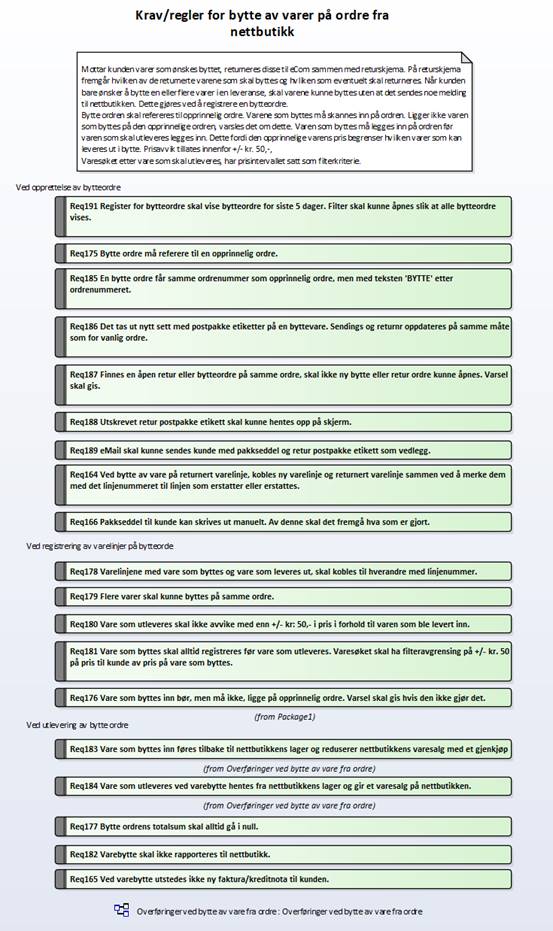 Krav/regler for bytte av varer på ordre fra
nettbutikk
Mottar kunden varer som ønskes byttet, returneres disse til eCom sammen med returskjema. På returskjema
fremgår hvilken av de returnerte varene som skal byttes og hvilken som eventuelt skal returneres. Når kunden
bare ønsker å bytte en eller flere varer i en leveranse, skal varene kunne byttes uten at det sendes noe melding
til nettbutikken. Dette gjøres ved å registrere en bytteordre.
Bytte ordren skal referere til opprinnelig ordre. Varene som byttes må skannes inn på ordren. Ligger ikke varen
som byttes på den opprinnelige ordren, varsles det om dette. Varen som byttes må legges inn på ordren før
varen som skal utleveres legges inn. Dette fordi den opprinnelige varens pris begrenser hvilken varer som kan
leveres ut i bytte. Prisavvik tillates innenfor +/- kr. 50,-,
Varesøket etter vare som skal utleveres, har prisintervallet satt som filterkriterie.
Ved opprettelse av bytteordre
Req191 Register for bytteordre skal vise bytteordre for siste 5 dager. Filter skal kunne åpnes slik at alle bytteordre
vises.
Req175 Bytte ordre må referere til en opprinnelig ordre.
Req185 En bytte ordre får samme ordrenummer som opprinnelig ordre, men med teksten 'BYTTE' etter
ordrenummeret.
Req186 Det tas ut nytt sett med postpakke etiketter på en byttevare. Sendings og returnr oppdateres på samme måte
som for vanlig ordre.
Req187 Finnes en åpen retur eller bytteordre på samme ordre, skal ikke ny bytte eller retur ordre kunne åpnes. Varsel
skal gis.
Req188 Utskrevet retur postpakke etikett skal kunne hentes opp på skjerm.
Req189 eMail skal kunne sendes kunde med pakkseddel og retur postpakke etikett som vedlegg.
Req164 Ved bytte av vare på returnert varelinje, kobles ny varelinje og returnert varelinje sammen ved å merke dem
med det linjenummeret til linjen som erstatter eller erstattes.
Req166 Pakkseddel til kunde kan skrives ut manuelt. Av denne skal det fremgå hva som er gjort.
Ved registrering av varelinjer på bytteorde
Req178 Varelinjene med vare som byttes og vare som leveres ut, skal kobles til hverandre med linjenummer.
Req179 Flere varer skal kunne byttes på samme ordre.
Req180 Vare som utleveres skal ikke avvike med enn +/- kr: 50,- i pris i forhold til varen som ble levert inn.
Req181 Vare som byttes skal alltid registreres før vare som utleveres. Varesøket skal ha filteravgrensing på +/- kr. 50
på pris til kunde av pris på vare som byttes.
Req176 Vare som byttes inn bør, men må ikke, ligge på opprinnelig ordre. Varsel skal gis hvis den ikke gjør det.
(from Package1)
Ved utlevering av bytte ordre
Req183 Vare som byttes inn føres tilbake til nettbutikkens lager og reduserer nettbutikkens varesalg med et gjenkjøp
(from Overføringer ved bytte av vare fra ordre)
Req184 Vare som utleveres ved varebytte hentes fra nettbutikkens lager og gir et varesalg på nettbutikken.
(from Overføringer ved bytte av vare fra ordre)
Req177 Bytte ordrens totalsum skal alltid gå i null.
Req182 Varebytte skal ikke rapporteres til nettbutikk.
Req165 Ved varebytte utstedes ikke ny faktura/kreditnota til kunden.
Overføringer ved bytte av vare fra ordre : Overføringer ved bytte av vare fra ordre